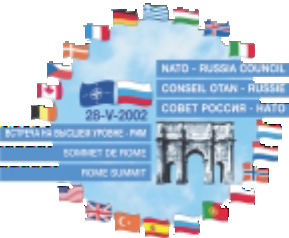 NATO - RUSSIA COUNCIL
CONSEIL OTAN - RUSSIE
СОВЕТ РОССИЯ - НАТО
28-V-2002
ВСТРЕЧА НА ВЫСШЕМ УРОВНЕ - РИМ
SOMMET DE ROME
ROME SUMMIT